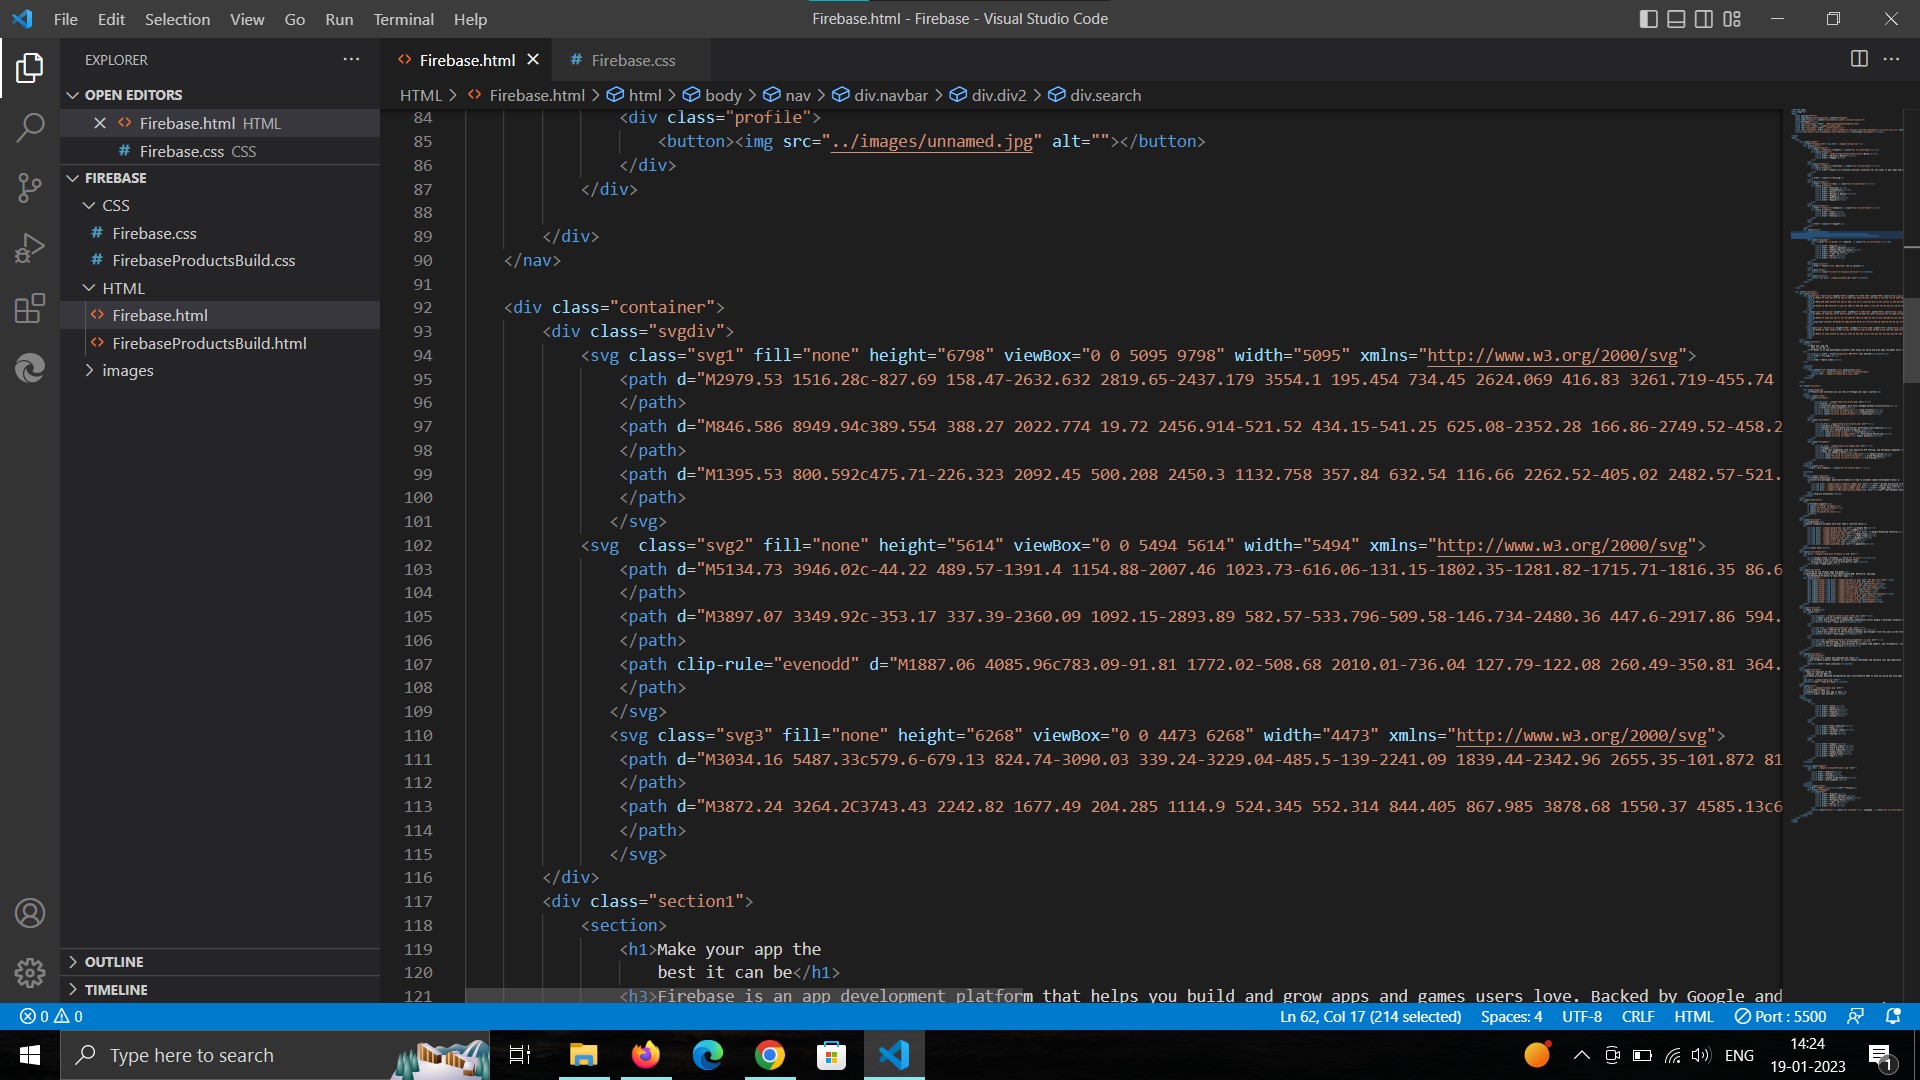 File Edit Selection View Go Run Terminal Help
Firebase.html - Firebase - Visual Studio Code
EXPLORER
OPEN EDITORS
Firebase.html HTML
# Firebase.css CSS
FIREBASE
CSS
# Firebase.css
# FirebaseProductsBuild.css
HTML
<> Firebase.html
<> FirebaseProductsBuild.html
images
OUTLINE
TIMELINE
<> Firebase.html
# Firebase.css
HTML > <> Firebase.html > html > body > nav > div.navbar > div.div2 > div.search
84 <div class="profile">
85 <button><img src="../images/unnamed.jpg" alt=""></button>
86 </div>
87 </div>
88
89 </div>
90 </nav>
91
92 <div class="container">
93 <div class="svgdiv">
94 <svg class="svg1" fill="none" height="6798" viewBox="0 0 5095 9798" width="5095" xmlns="http://www.w3.org/2000/svg">
95 <path d="M2979.53 1516.28c-827.69 158.47-2632.632 2819.65-2437.179 3554.1 195.454 734.45 2624.069 416.83 3261.719-455.74
96 </path>
97 <path d="M846.586 8949.94c389.554 388.27 2022.774 19.72 2456.914-521.52 434.15-541.25 625.08-2352.28 166.86-2749.52-458.2
98 </path>
99 <path d="M1395.53 800.592c475.71-226.323 2092.45 500.208 2450.3 1132.758 357.84 632.54 116.66 2262.52-405.02 2482.57-521.
100 </path>
101 </svg>
102 <svg  class="svg2" fill="none" height="5614" viewBox="0 0 5494 5614" width="5494" xmlns="http://www.w3.org/2000/svg">
103 <path d="M5134.73 3946.02c-44.22 489.57-1391.4 1154.88-2007.46 1023.73-616.06-131.15-1802.35-1281.82-1715.71-1816.35 86.6
104 </path>
105 <path d="M3897.07 3349.92c-353.17 337.39-2360.09 1092.15-2893.89 582.57-533.796-509.58-146.734-2480.36 447.6-2917.86 594.
106 </path>
107 <path clip-rule="evenodd" d="M1887.06 4085.96c783.09-91.81 1772.02-508.68 2010.01-736.04 127.79-122.08 260.49-350.81 364.
108 </path>
109 </svg>
110 <svg class="svg3" fill="none" height="6268" viewBox="0 0 4473 6268" width="4473" xmlns="http://www.w3.org/2000/svg">
111 <path d="M3034.16 5487.33c579.6-679.13 824.74-3090.03 339.24-3229.04-485.5-139-2241.09 1839.44-2342.96 2655.35-101.872 81
112 </path>
113 <path d="M3872.24 3264.2C3743.43 2242.82 1677.49 204.285 1114.9 524.345 552.314 844.405 867.985 3878.68 1550.37 4585.13c6
114 </path>
115 </svg>
116 </div>
117 <div class="section1">
118 <section>
119 <h1>Make your app the
120 best it can be</h1>
121 <h3>Firebase is an app development platform that helps you build and grow apps and games users love. Backed by Google and
0 0
Ln 62, Col 17 (214 selected) Spaces: 4 UTF-8 CRLF HTML Port : 5500
Type here to search
ENG
14:24
19-01-2023
1